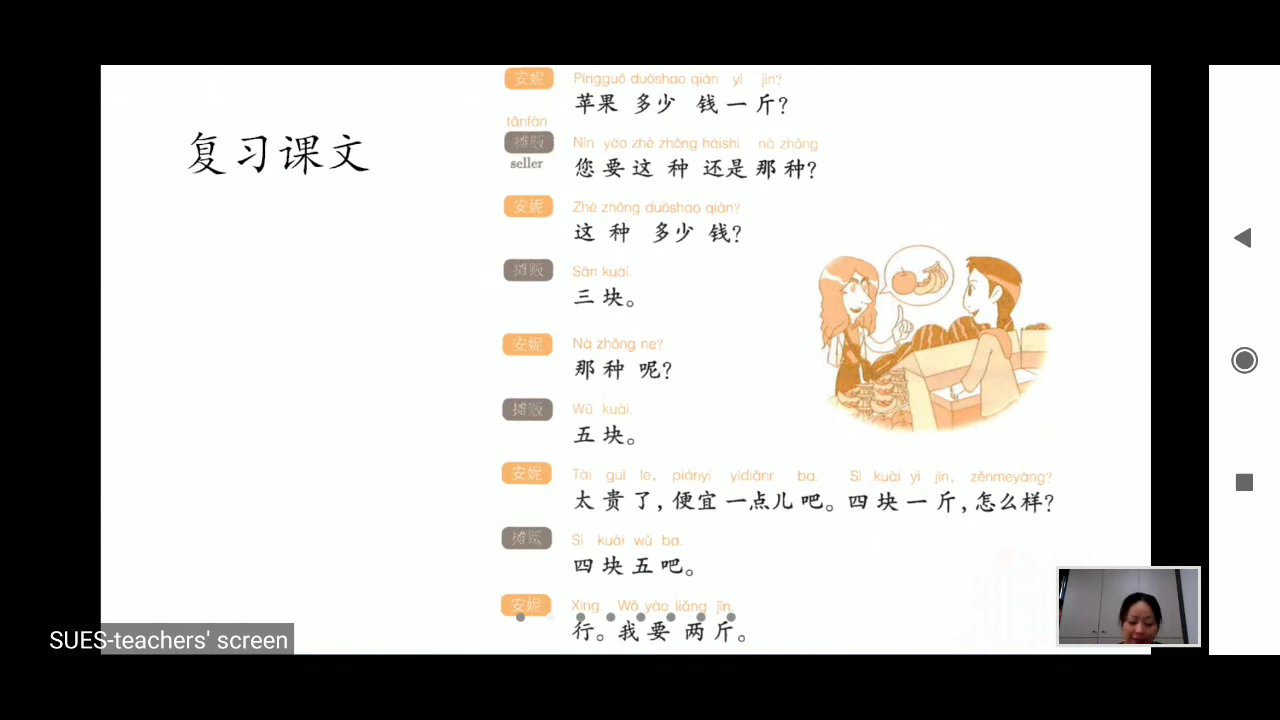 复习课文
安妮
Píngguǒ duōshao qián yì jīn?
苹果 多少 钱 一 斤?
tānfàn
摊贩
seller
Nín yào zhè zhǒng háishi nà zhǒng
您 要 这 种 还是 那 种?
安妮
Zhè zhǒng duōshao qián?
这 种 多少 钱?
摊贩
Sān kuài.
三 块。
安妮
Nà zhǒng ne?
那 种 呢?
摊贩
Wǔ kuài.
五 块。
安妮
Tài guì le, piányi yìdiǎnr ba. Sì kuài yì jīn, zěnmeyàng?
太 贵 了, 便宜 一点儿 吧。 四 块 一 斤, 怎么样?
摊贩
Sì kuài wǔ ba.
四 块 五 吧。
安妮
Xíng. Wǒ yào liǎng jīn.
行。 我 要 两 斤。
SUES-teachers' screen